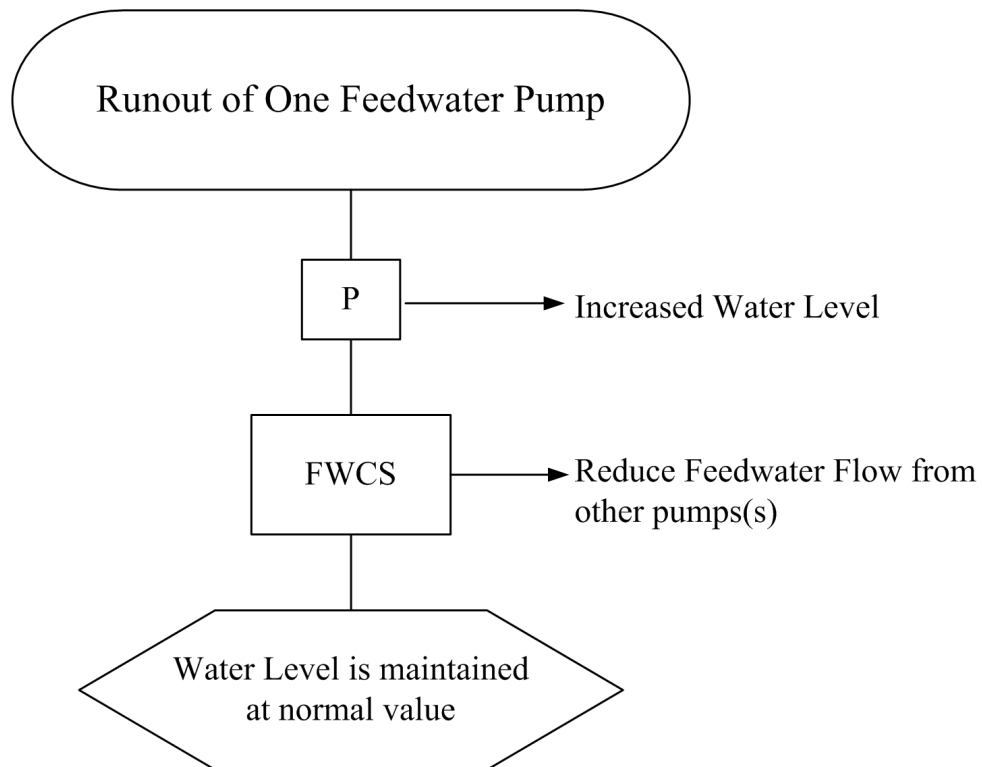 Runout of One Feedwater Pump
P
Increased Water Level
FWCS
Reduce Feedwater Flow from
other pumps(s)
Water Level is maintained
at normal value